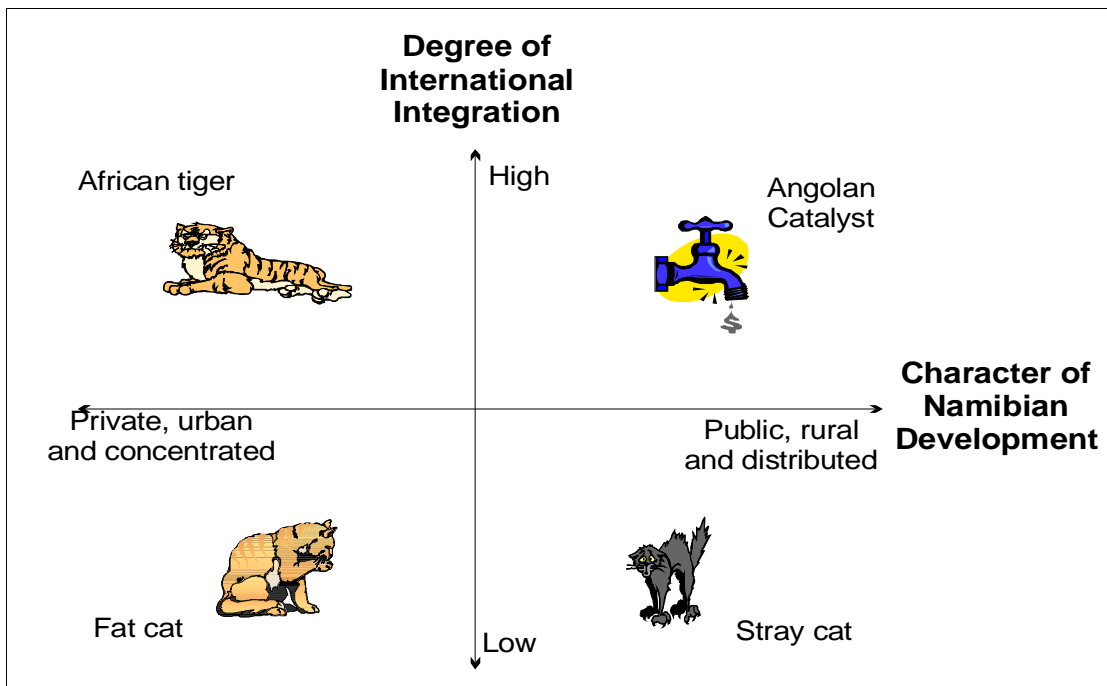 Degree of
International
Integration
African tiger
High
Angolan
Catalyst
$
Character of
Namibian
Development
Private, urban
and concentrated
Public, rural
and distributed
Fat cat
Low
Stray cat